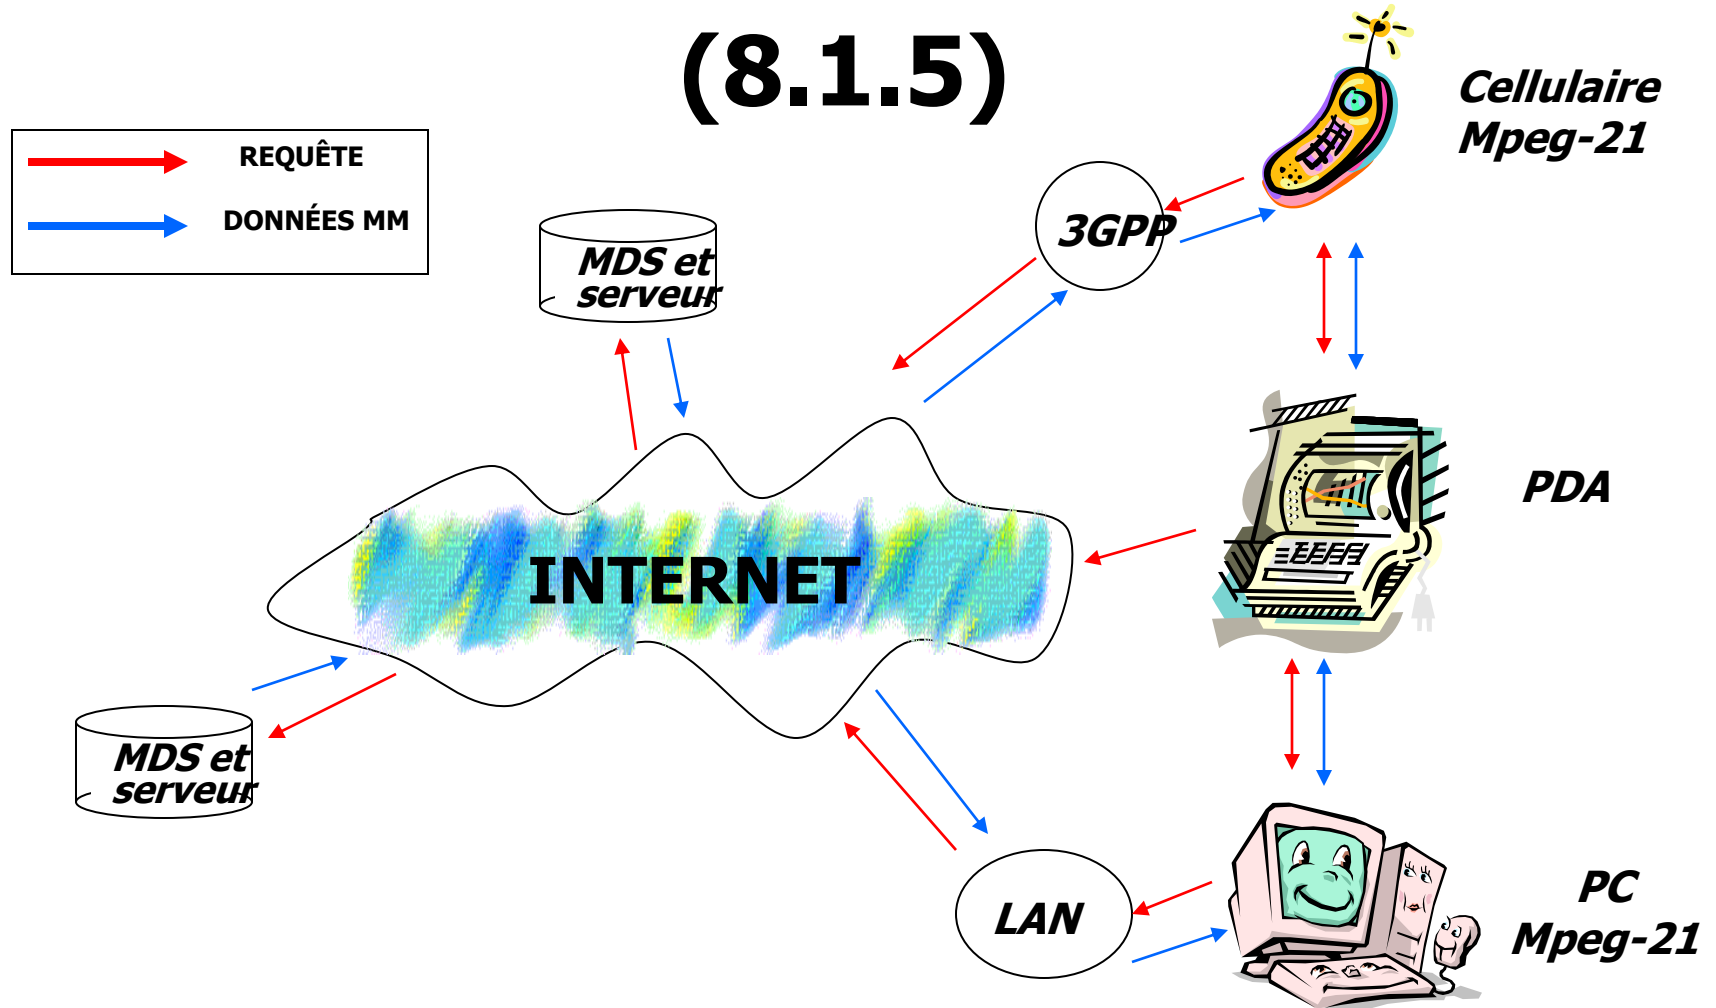 (8.1.5)
Cellulaire
Mpeg-21
REQUÊTE
DONNÉES MM
3GPP
MDS et
serveur
PDA
INTERNET
MDS et
serveur
LAN
PC
Mpeg-21